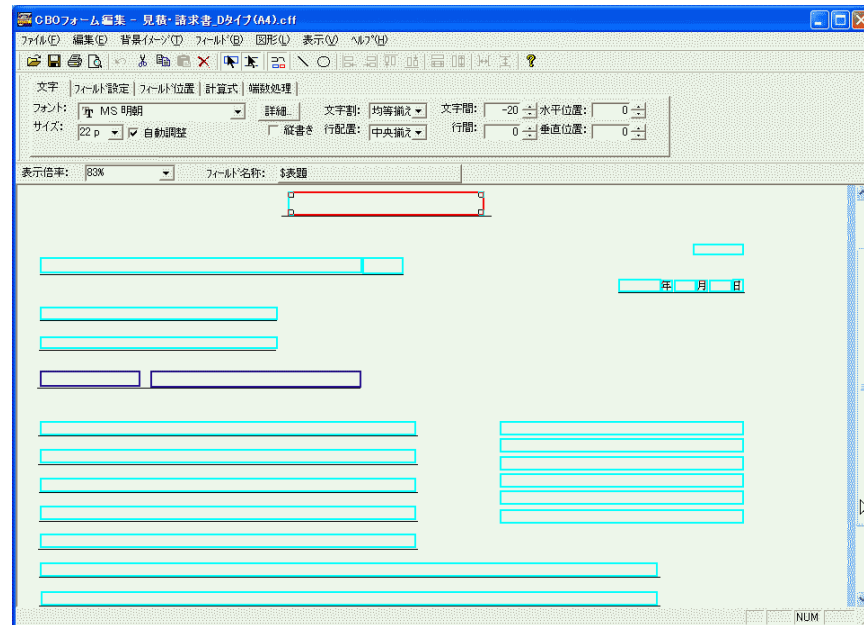 CBOフォーム編集 - 見積・請求書_Dタイプ(A4).cff
ファイル(F) 編集(E) 背景イメージ(T) フィールド(B) 図形(L) 表示(V) ヘルプ(H)
文字 フィールド設定 フィールド位置 計算式 端数処理
フォント: MS 明朝 詳細... 文字割: 均等揃え 文字間: -20 水平位置: 0
サイズ: 22 p 自動調整 縦書き 行配置: 中央揃え 行間: 0 垂直位置: 0
表示倍率: 83% フィールド名称: $表題
年 月 日
NUM